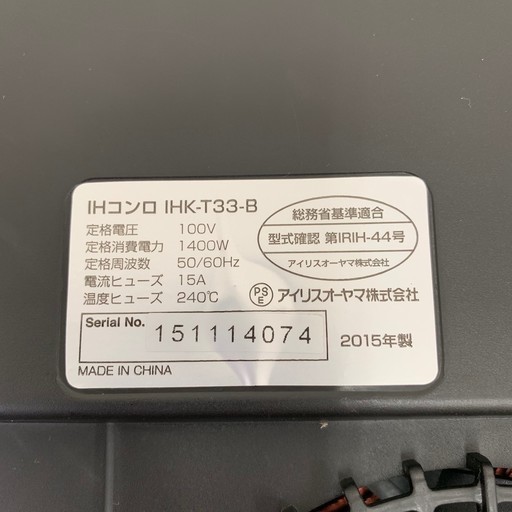 IHコンロ IHK-T33-B
定格電圧 100V
定格消費電力 1400W
定格周波数 50/60Hz
電流ヒューズ 15A
温度ヒューズ 240℃
総務省基準適合
型式確認 第IRIH-44号
アイリスオーヤマ株式会社
PSE アイリスオーヤマ株式会社
Serial No. 151114074
2015年製
MADE IN CHINA